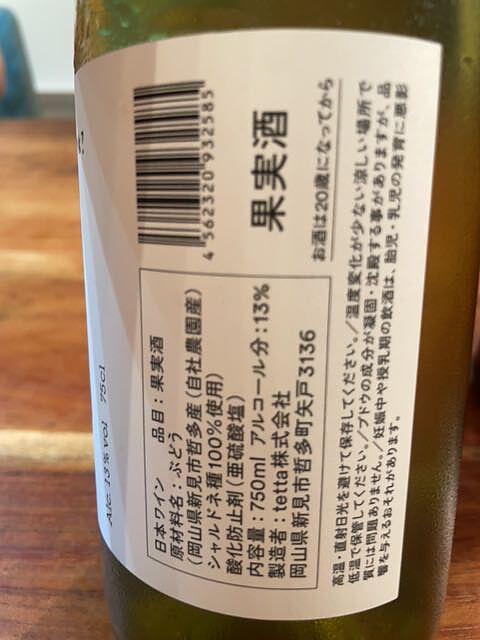 Alc. 13% vol 75cl
4 562320 932585
果実酒
お酒は20歳になってから
日本ワイン 品目：果実酒
原材料名：ぶどう
（岡山県新見市哲多産（自社農園産）
シャルドネ種100％使用）
酸化防止剤（亜硫酸塩）
内容量：750ml アルコール分：13％
製造者：tetta株式会社
岡山県新見市哲多町矢戸3136
高温・直射日光を避けて保存してください。／温度変化が少ない涼しい場所で
低温で保管してください。／ブドウの成分が凝固・沈殿する事がありますが、品
質には問題ありません。／妊娠中や授乳期の飲酒は、胎児・乳児の発育に悪影
響を与えるおそれがあります。